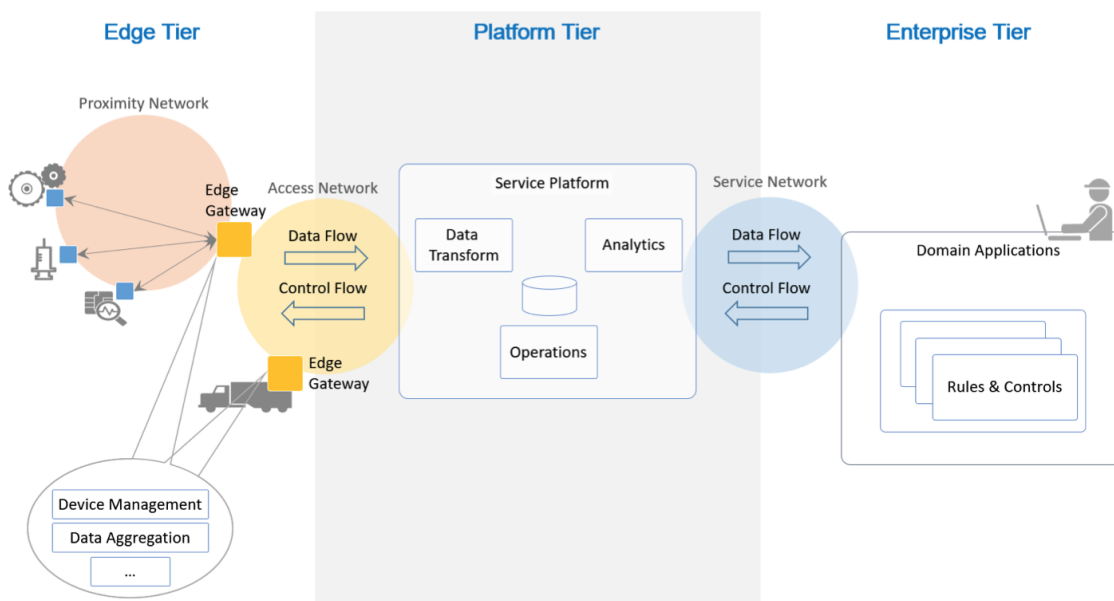 Edge Tier
Platform Tier
Enterprise Tier
Proximity Network
Edge
Gateway
Access Network
Data Flow
Control Flow
Edge
Gateway
Service Platform
Data
Transform
Analytics
Operations
Service Network
Data Flow
Control Flow
Domain Applications
Rules & Controls
Device Management
Data Aggregation
...